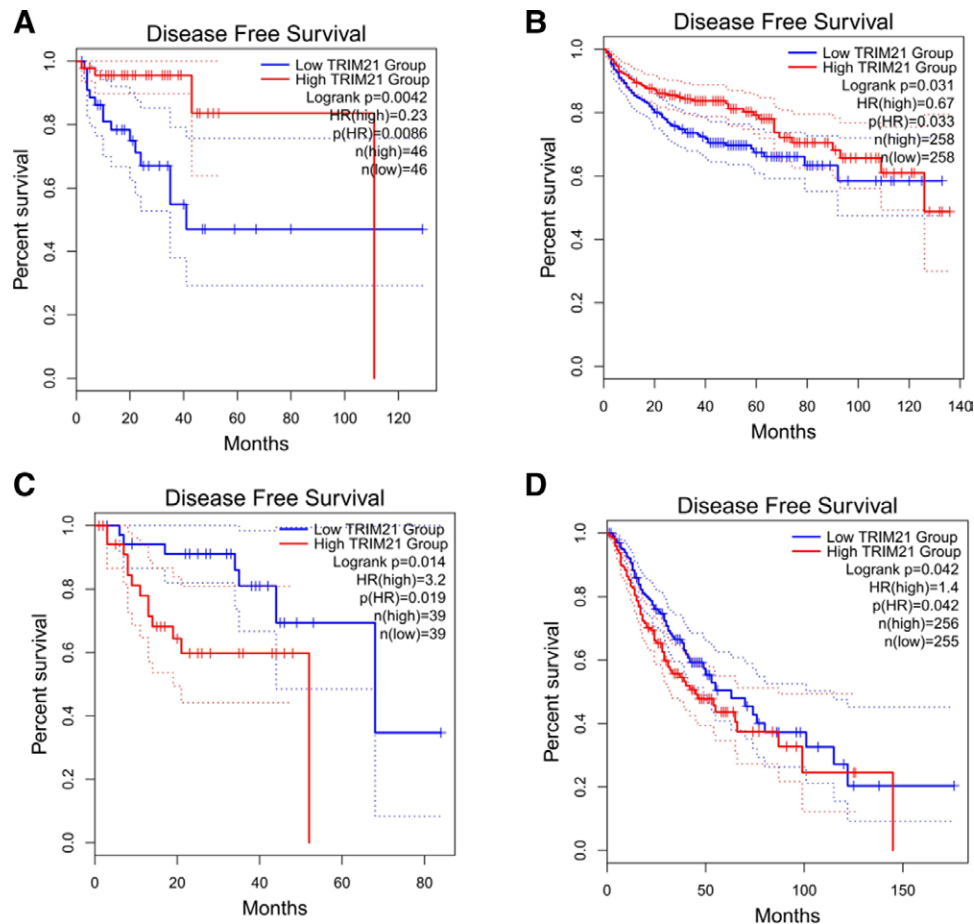 A
Disease Free Survival
Low TRIM21 Group
High TRIM21 Group
Logrank p=0.0042
HR(high)=0.23
p(HR)=0.0086
n(high)=46
n(low)=46
Percent survival
1.0
0.8
0.6
0.4
0.2
0.0
0 20 40 60 80 100 120
Months
B
Disease Free Survival
Low TRIM21 Group
High TRIM21 Group
Logrank p=0.031
HR(high)=0.67
p(HR)=0.033
n(high)=258
n(low)=258
Percent survival
1.0
0.8
0.6
0.4
0.2
0.0
0 20 40 60 80 100 120 140
Months
C
Disease Free Survival
Low TRIM21 Group
High TRIM21 Group
Logrank p=0.014
HR(high)=3.2
p(HR)=0.019
n(high)=39
n(low)=39
Percent survival
1.0
0.8
0.6
0.4
0.2
0.0
0 20 40 60 80
Months
D
Disease Free Survival
Low TRIM21 Group
High TRIM21 Group
Logrank p=0.042
HR(high)=1.4
p(HR)=0.042
n(high)=256
n(low)=255
Percent survival
1.0
0.8
0.6
0.4
0.2
0.0
0 50 100 150
Months